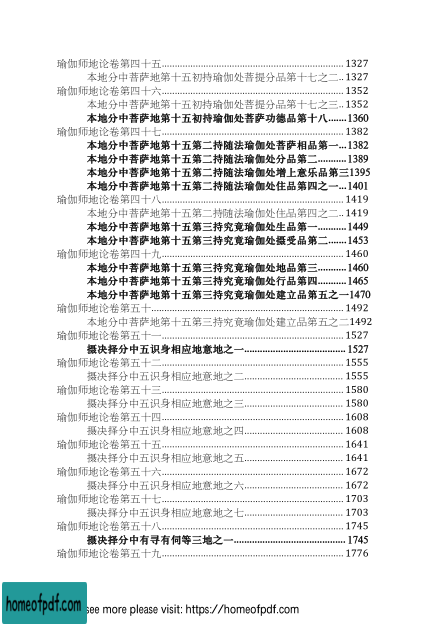 瑜伽师地论卷第四十五........................................................................ 1327
本地分中菩萨地第十五初持瑜伽处菩提分品第十七之二.. 1327
瑜伽师地论卷第四十六........................................................................ 1352
本地分中菩萨地第十五初持瑜伽处菩提分品第十七之三.. 1352
本地分中菩萨地第十五初持瑜伽处菩萨功德品第十八.......1360
瑜伽师地论卷第四十七........................................................................ 1382
本地分中菩萨地第十五第二持随法瑜伽处菩萨相品第一...1382
本地分中菩萨地第十五第二持随法瑜伽处分品第二...........1389
本地分中菩萨地第十五第二持随法瑜伽处增上意乐品第三1395
本地分中菩萨地第十五第二持随法瑜伽处住品第四之一...1401
瑜伽师地论卷第四十八........................................................................ 1419
本地分中菩萨地第十五第二持随法瑜伽处住品第四之二.. 1419
本地分中菩萨地第十五第三持究竟瑜伽处生品第一...........1449
本地分中菩萨地第十五第三持究竟瑜伽处摄受品第二.......1453
瑜伽师地论卷第四十九........................................................................ 1460
本地分中菩萨地第十五第三持究竟瑜伽处地品第三...........1460
本地分中菩萨地第十五第三持究竟瑜伽处行品第四...........1465
本地分中菩萨地第十五第三持究竟瑜伽处建立品第五之一1470
瑜伽师地论卷第五十............................................................................ 1492
本地分中菩萨地第十五第三持究竟瑜伽处建立品第五之二1492
瑜伽师地论卷第五十一........................................................................ 1527
摄决择分中五识身相应地意地之一........................................1527
瑜伽师地论卷第五十二........................................................................ 1555
摄决择分中五识身相应地意地之二....................................... 1555
瑜伽师地论卷第五十三........................................................................ 1580
摄决择分中五识身相应地意地之三....................................... 1580
瑜伽师地论卷第五十四........................................................................ 1608
摄决择分中五识身相应地意地之四....................................... 1608
瑜伽师地论卷第五十五........................................................................ 1641
摄决择分中五识身相应地意地之五....................................... 1641
瑜伽师地论卷第五十六........................................................................ 1672
摄决择分中五识身相应地意地之六....................................... 1672
瑜伽师地论卷第五十七........................................................................ 1703
摄决择分中五识身相应地意地之七....................................... 1703
瑜伽师地论卷第五十八........................................................................ 1745
摄决择分中有寻有伺等三地之一............................................1745
瑜伽师地论卷第五十九........................................................................ 1776
homeofpdf.com
see more please visit: https://homeofpdf.com